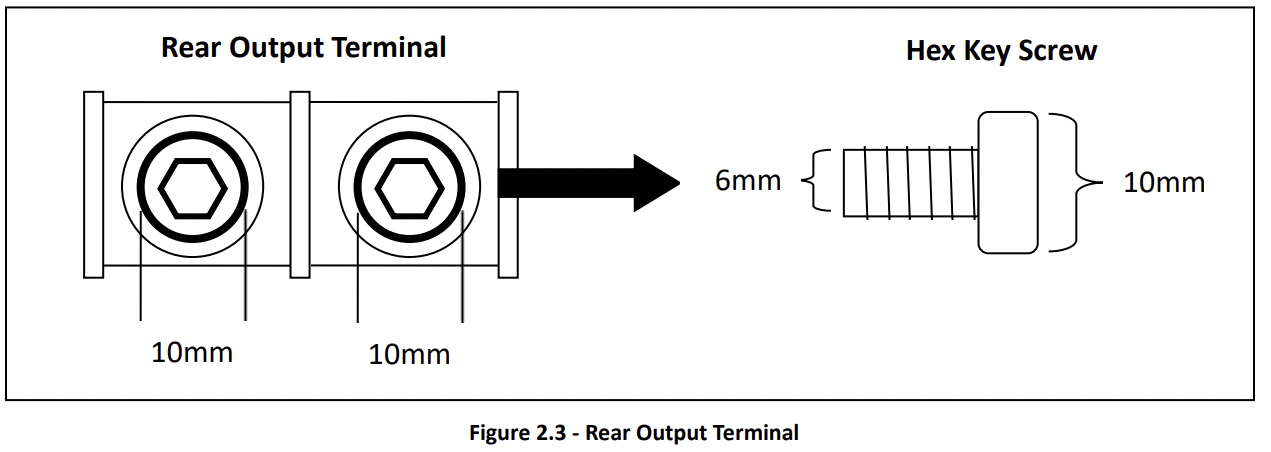 Rear Output Terminal
Hex Key Screw
6mm
10mm
10mm
10mm
Figure 2.3 - Rear Output Terminal